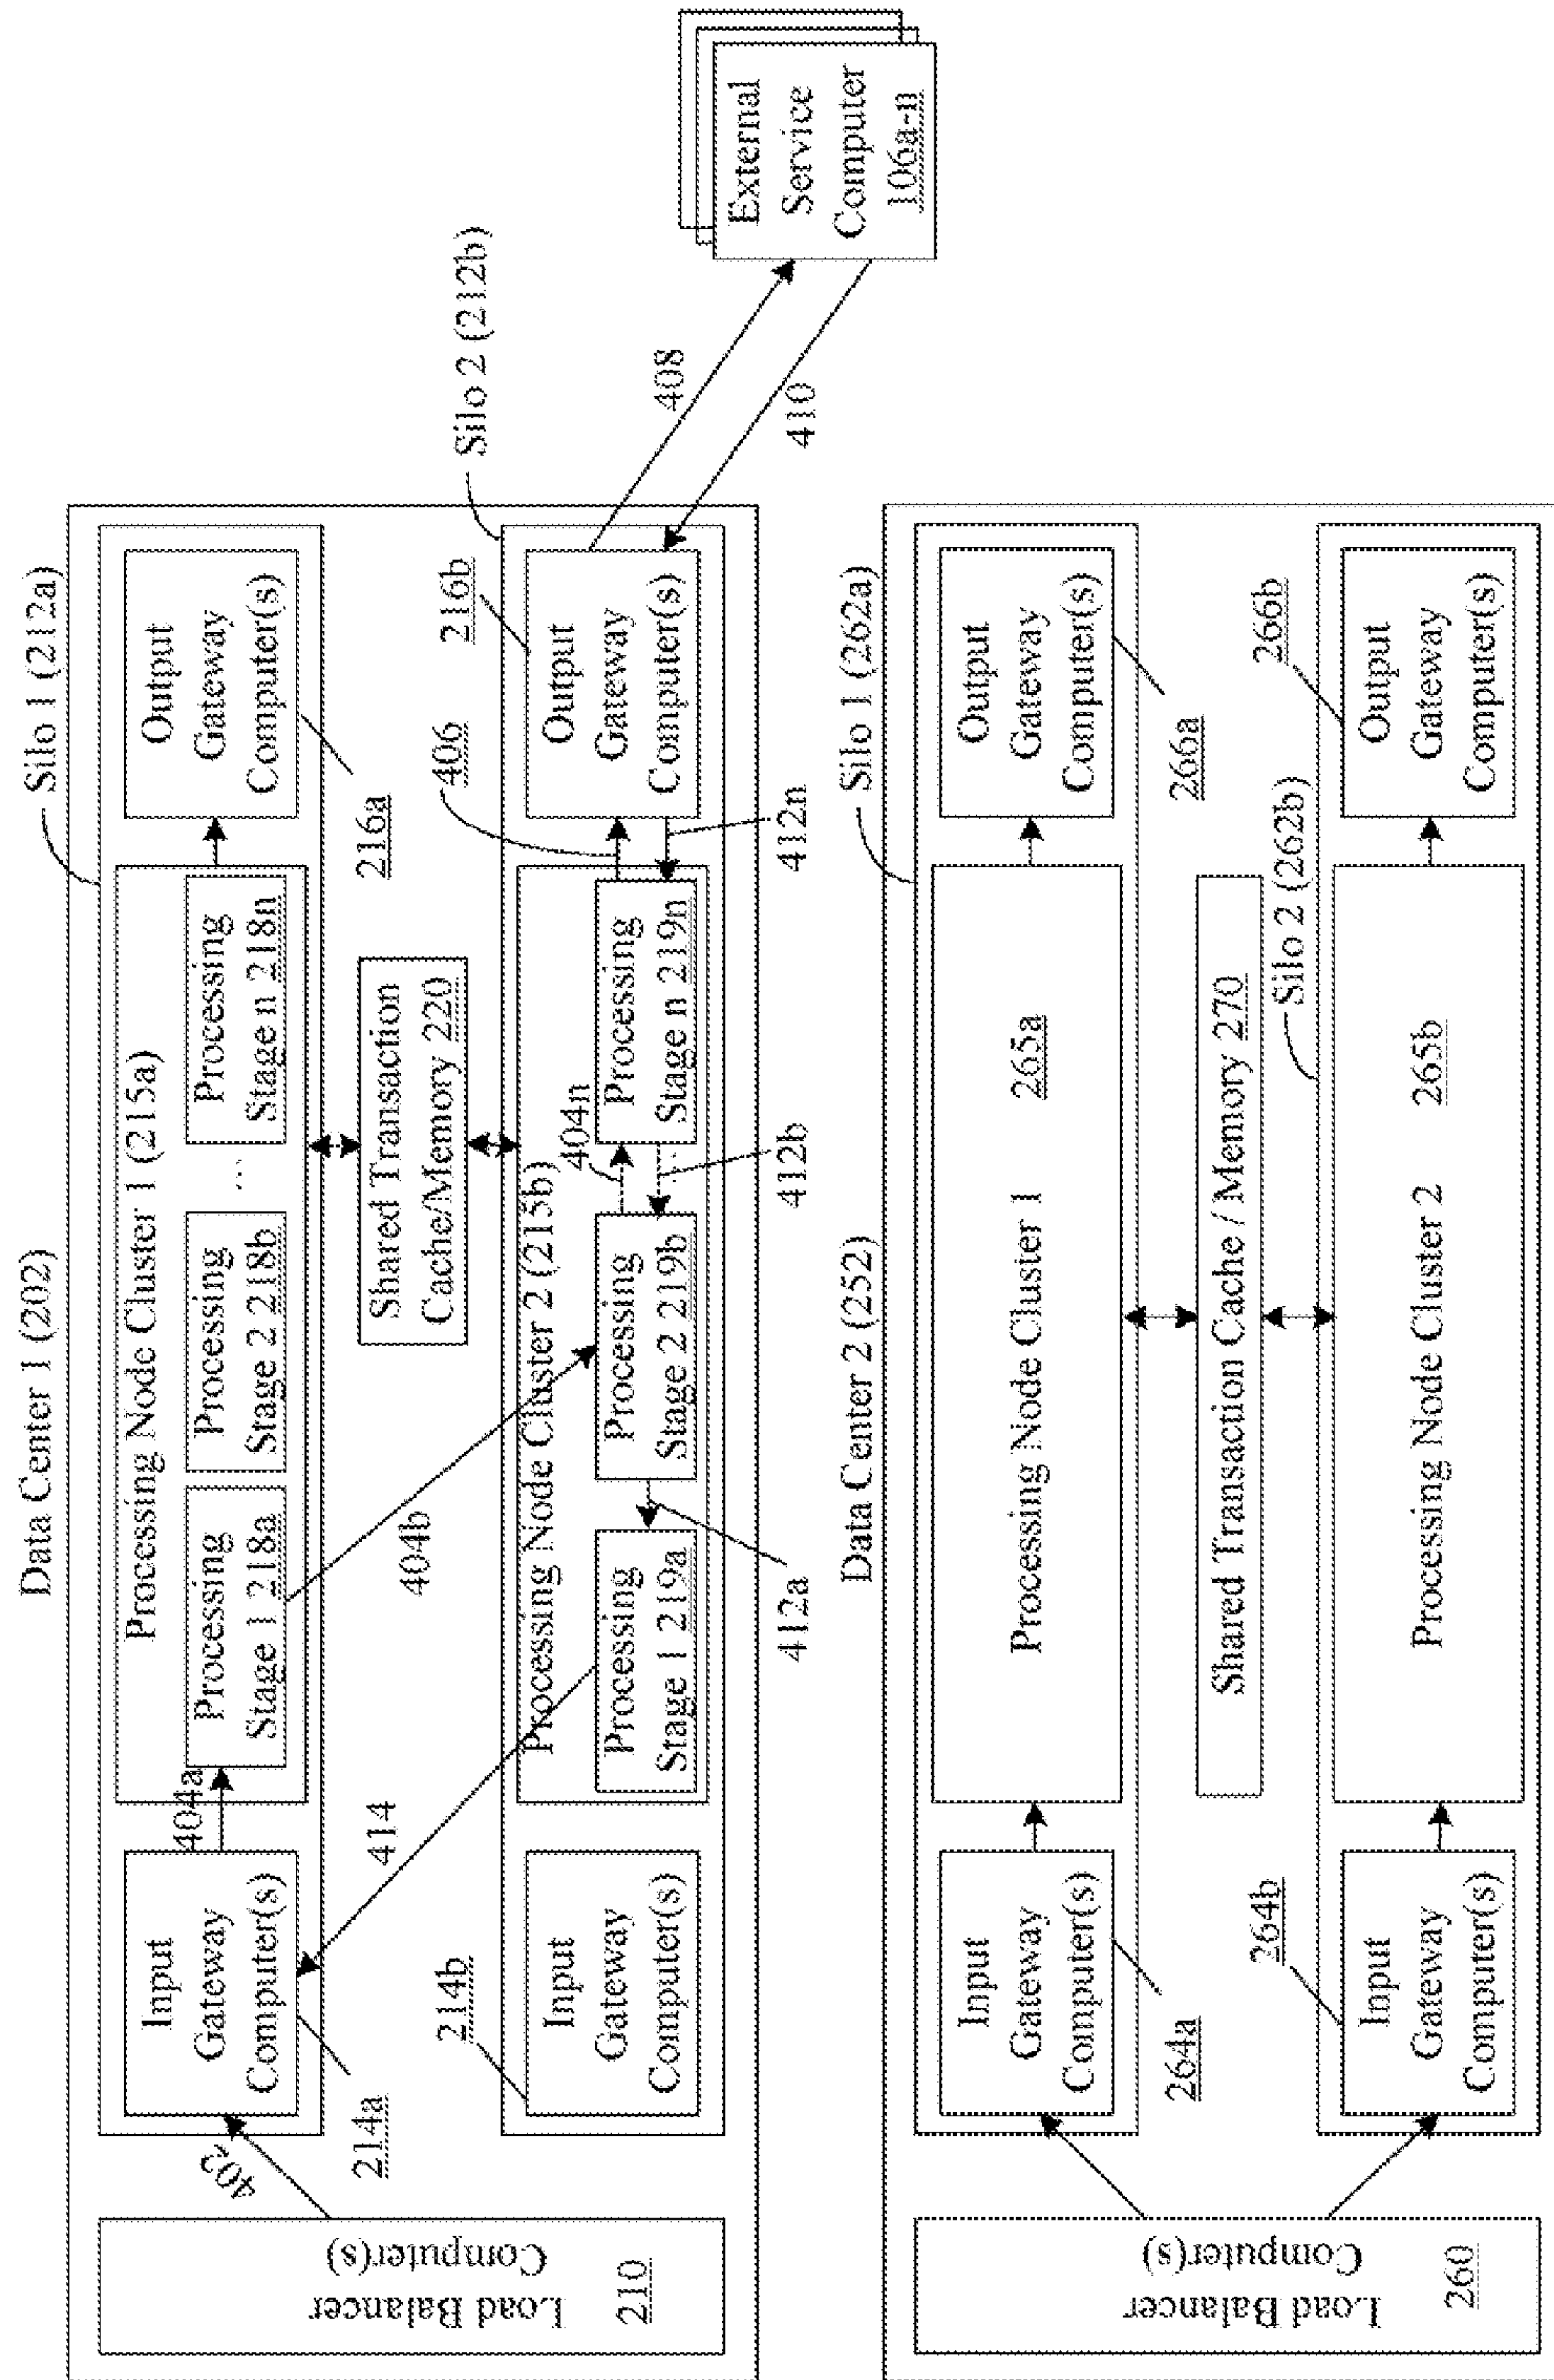 Data Center 1 (202)
Load Balancer
Computer(s)
210
402
Silo 1 (212a)
Input
Gateway
Computer(s)
214a
404a
Processing Node Cluster 1 (215a)
Processing
Stage 1 218a
Processing
Stage 2 218b
...
Processing
Stage n 218n
Output
Gateway
Computer(s)
216a
414
404b
Shared Transaction
Cache/Memory 220
406
Silo 2 (212b)
214b
Input
Gateway
Computer(s)
Processing Node Cluster 2 (215b)
Processing
Stage 1 219a
Processing
Stage 2 219b
404n
Processing
Stage n 219n
216b
Output
Gateway
Computer(s)
412a
412b
412n
408
410
External
Service
Computer
106a-n
Data Center 2 (252)
Load Balancer
Computer(s)
260
Silo 1 (262a)
Input
Gateway
Computer(s)
264a
Processing Node Cluster 1 265a
Output
Gateway
Computer(s)
266a
Shared Transaction Cache / Memory 270
Silo 2 (262b)
264b
Input
Gateway
Computer(s)
Processing Node Cluster 2 265b
266b
Output
Gateway
Computer(s)